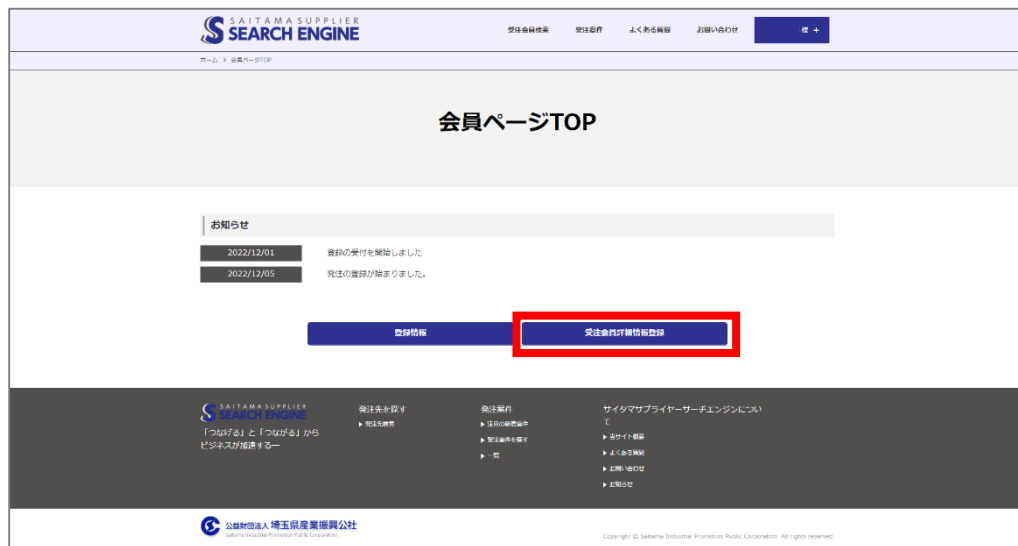 SAITAMA SUPPLIER
SEARCH ENGINE
受注会員検索 発注案件 よくある質問 お問い合わせ 様 +
ホーム > 会員ページTOP
会員ページTOP
お知らせ
2022/12/01 登録の受付を開始しました
2022/12/05 発注の登録が始まりました。
登録情報 受注会員詳細情報登録
SAITAMA SUPPLIER
SEARCH ENGINE
「つなげる」と「つながる」から
ビジネスが加速するー
発注先を探す
▶ 発注先検索
発注案件
▶ 注目の新着案件
▶ 発注案件を探す
▶ 一覧
サイタマサプライヤーサーチエンジンについ
て
▶ 当サイト概要
▶ よくある質問
▶ お問い合わせ
▶ お知らせ
公益財団法人 埼玉県産業振興公社
Saitama Industrial Promotion Public Corporation
Copyright © Saitama Industrial Promotion Public Corporation. All rights reserved.